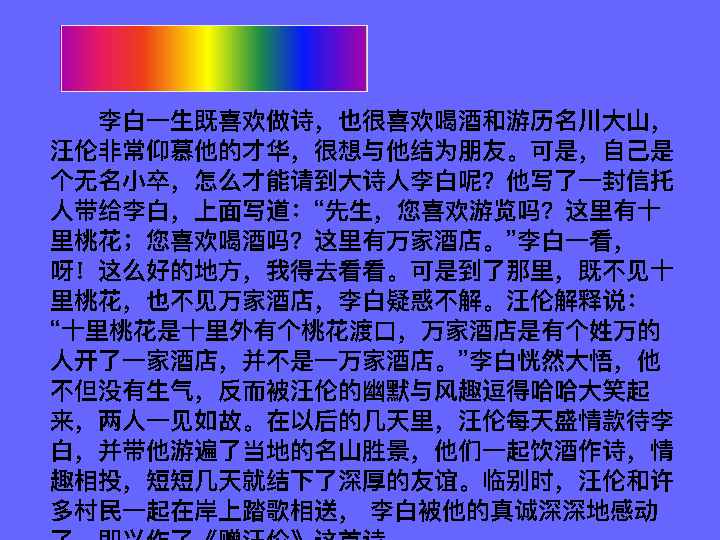 李白一生既喜欢做诗，也很喜欢喝酒和游历名川大山，
汪伦非常仰慕他的才华，很想与他结为朋友。可是，自己是
个无名小卒，怎么才能请到大诗人李白呢？他写了一封信托
人带给李白，上面写道：“先生，您喜欢游览吗？这里有十
里桃花；您喜欢喝酒吗？这里有万家酒店。”李白一看，
呀！这么好的地方，我得去看看。可是到了那里，既不见十
里桃花，也不见万家酒店，李白疑惑不解。汪伦解释说：
“十里桃花是十里外有个桃花渡口，万家酒店是有个姓万的
人开了一家酒店，并不是一万家酒店。”李白恍然大悟，他
不但没有生气，反而被汪伦的幽默与风趣逗得哈哈大笑起
来，两人一见如故。在以后的几天里，汪伦每天盛情款待李
白，并带他游遍了当地的名山胜景，他们一起饮酒作诗，情
趣相投，短短几天就结下了深厚的友谊。临别时，汪伦和许
多村民一起在岸上踏歌相送， 李白被他的真诚深深地感动
了，即兴作了《赠汪伦》这首诗